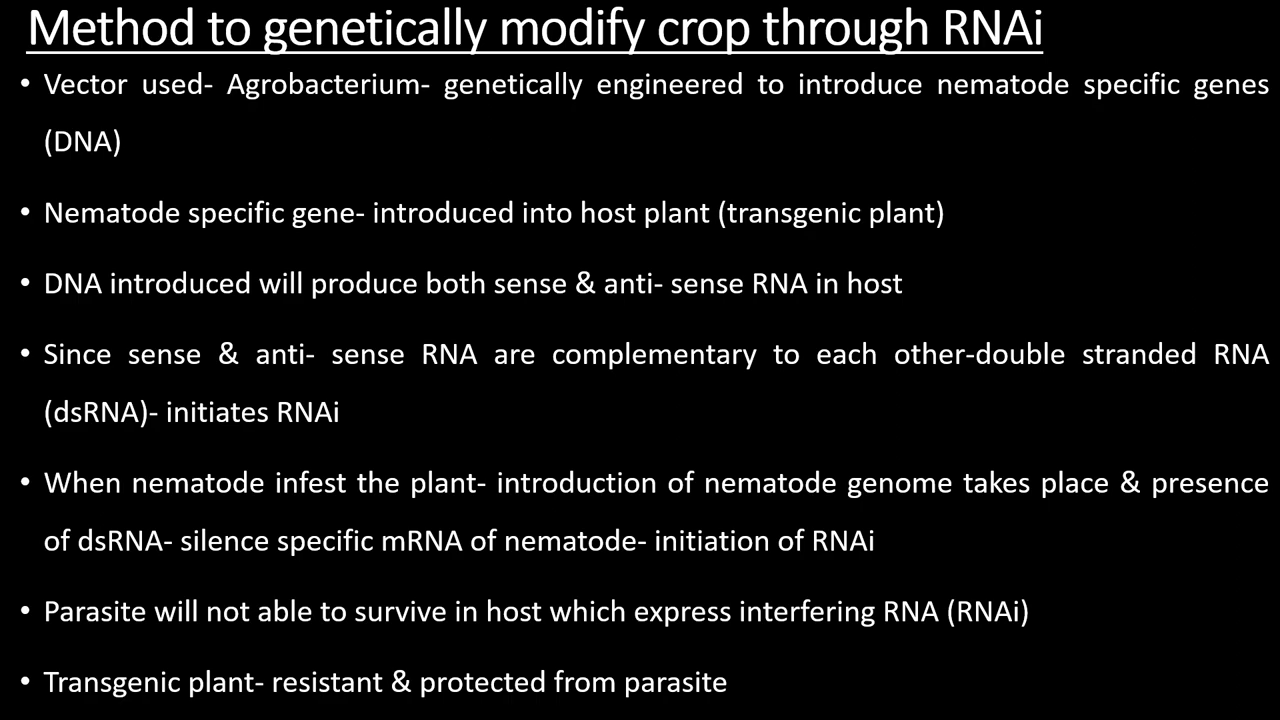 Method to genetically modify crop through RNAi
• Vector used- Agrobacterium- genetically engineered to introduce nematode specific genes
(DNA)
• Nematode specific gene- introduced into host plant (transgenic plant)
• DNA introduced will produce both sense & anti- sense RNA in host
• Since sense & anti- sense RNA are complementary to each other-double stranded RNA
(dsRNA)- initiates RNAi
• When nematode infest the plant- introduction of nematode genome takes place & presence
of dsRNA- silence specific mRNA of nematode- initiation of RNAi
• Parasite will not able to survive in host which express interfering RNA (RNAi)
• Transgenic plant- resistant & protected from parasite